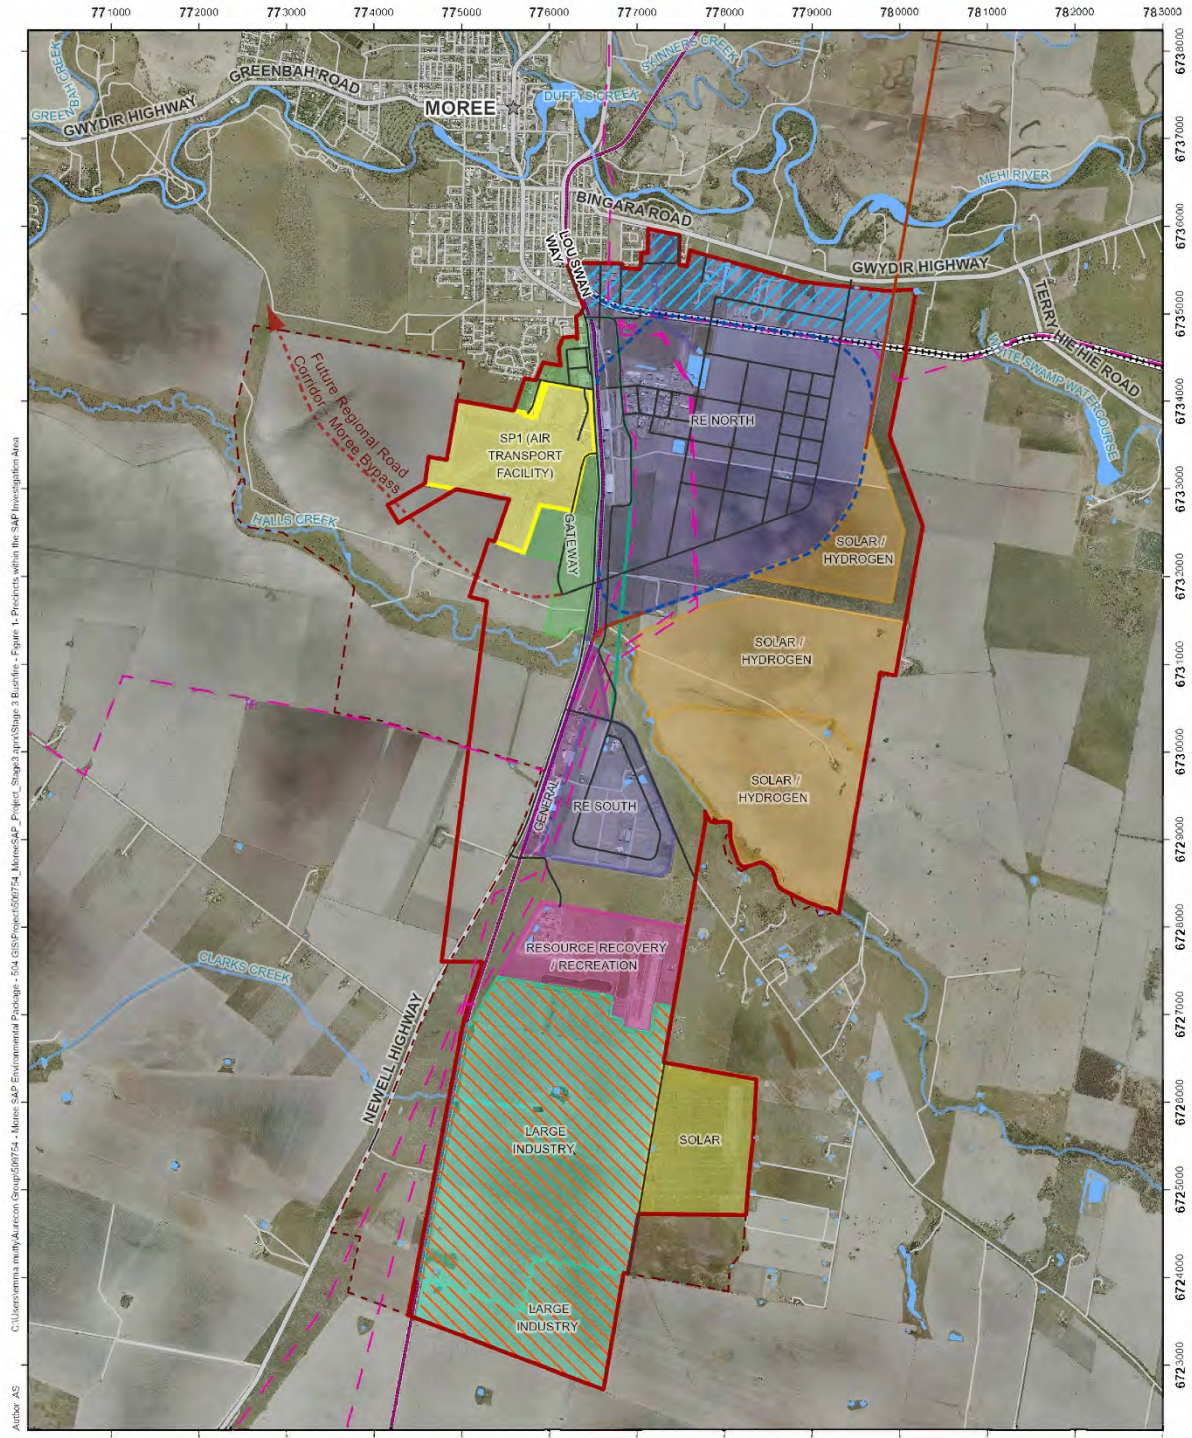 771000 772000 773000 774000 775000 776000 777000 778000 779000 780000 781000 782000 783000
6738000
6737000
6736000
6735000
6734000
6733000
6732000
6731000
6730000
6729000
6728000
6727000
6726000
6725000
6724000
6723000
GREENBAH CREEK
GWYDIR HIGHWAY
GREENBAH ROAD
MOREE
DUFFYS CREEK
SKINNERS CREEK
MEHI RIVER
BINGARA ROAD
GWYDIR HIGHWAY
LOU SWAN
WAY
TERRY HIE HIE ROAD
WHITE SWAMP WATERCOURSE
Future Regional Road
Corridor - Moree Bypass
SP1 (AIR
TRANSPORT
FACILITY)
RE NORTH
HALLS CREEK
GATEWAY
SOLAR /
HYDROGEN
SOLAR /
HYDROGEN
SOLAR /
HYDROGEN
GENERAL
RE SOUTH
RESOURCE RECOVERY
/ RECREATION
CLARKS CREEK
NEWELL HIGHWAY
LARGE
INDUSTRY
SOLAR
LARGE
INDUSTRY
Author: AS